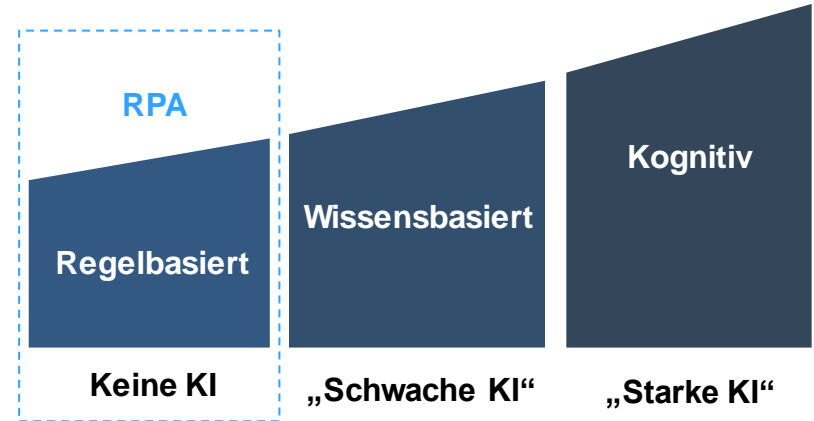 RPA
Regelbasiert
Wissensbasiert
Kognitiv
Keine KI
„Schwache KI“
„Starke KI“